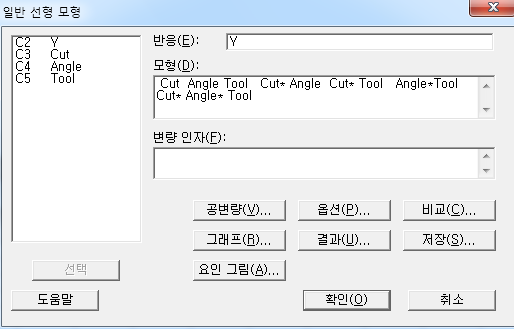 일반 선형 모형
C2 Y
C3 Cut
C4 Angle
C5 Tool
반응(E): Y
모형(D):
Cut Angle Tool Cut* Angle Cut* Tool Angle*Tool
Cut* Angle* Tool
변량 인자(F):
공변량(V)... 옵션(P)... 비교(C)...
그래프(R)... 결과(U)... 저장(S)...
선택 요인 그림(A)...
도움말 확인(O) 취소